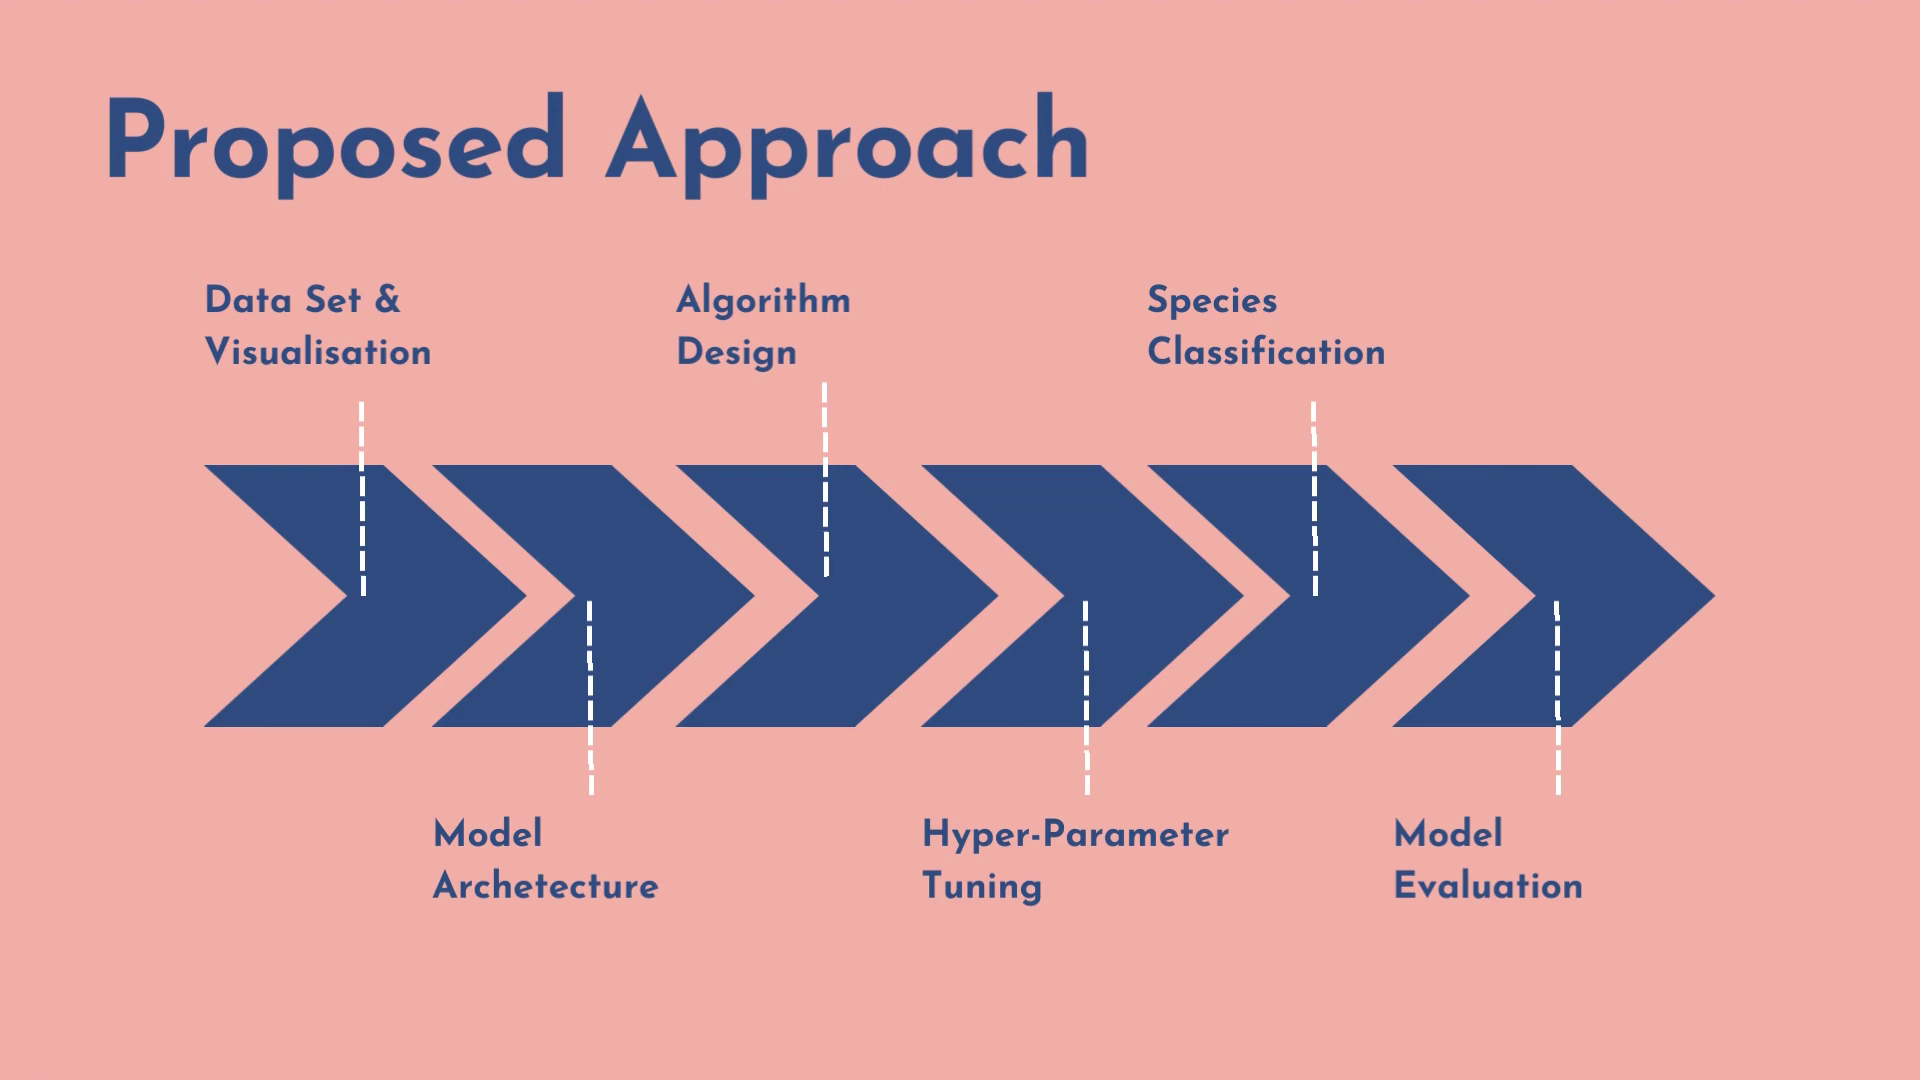 Proposed Approach
Data Set &
Visualisation
Model
Archetecture
Algorithm
Design
Hyper-Parameter
Tuning
Species
Classification
Model
Evaluation